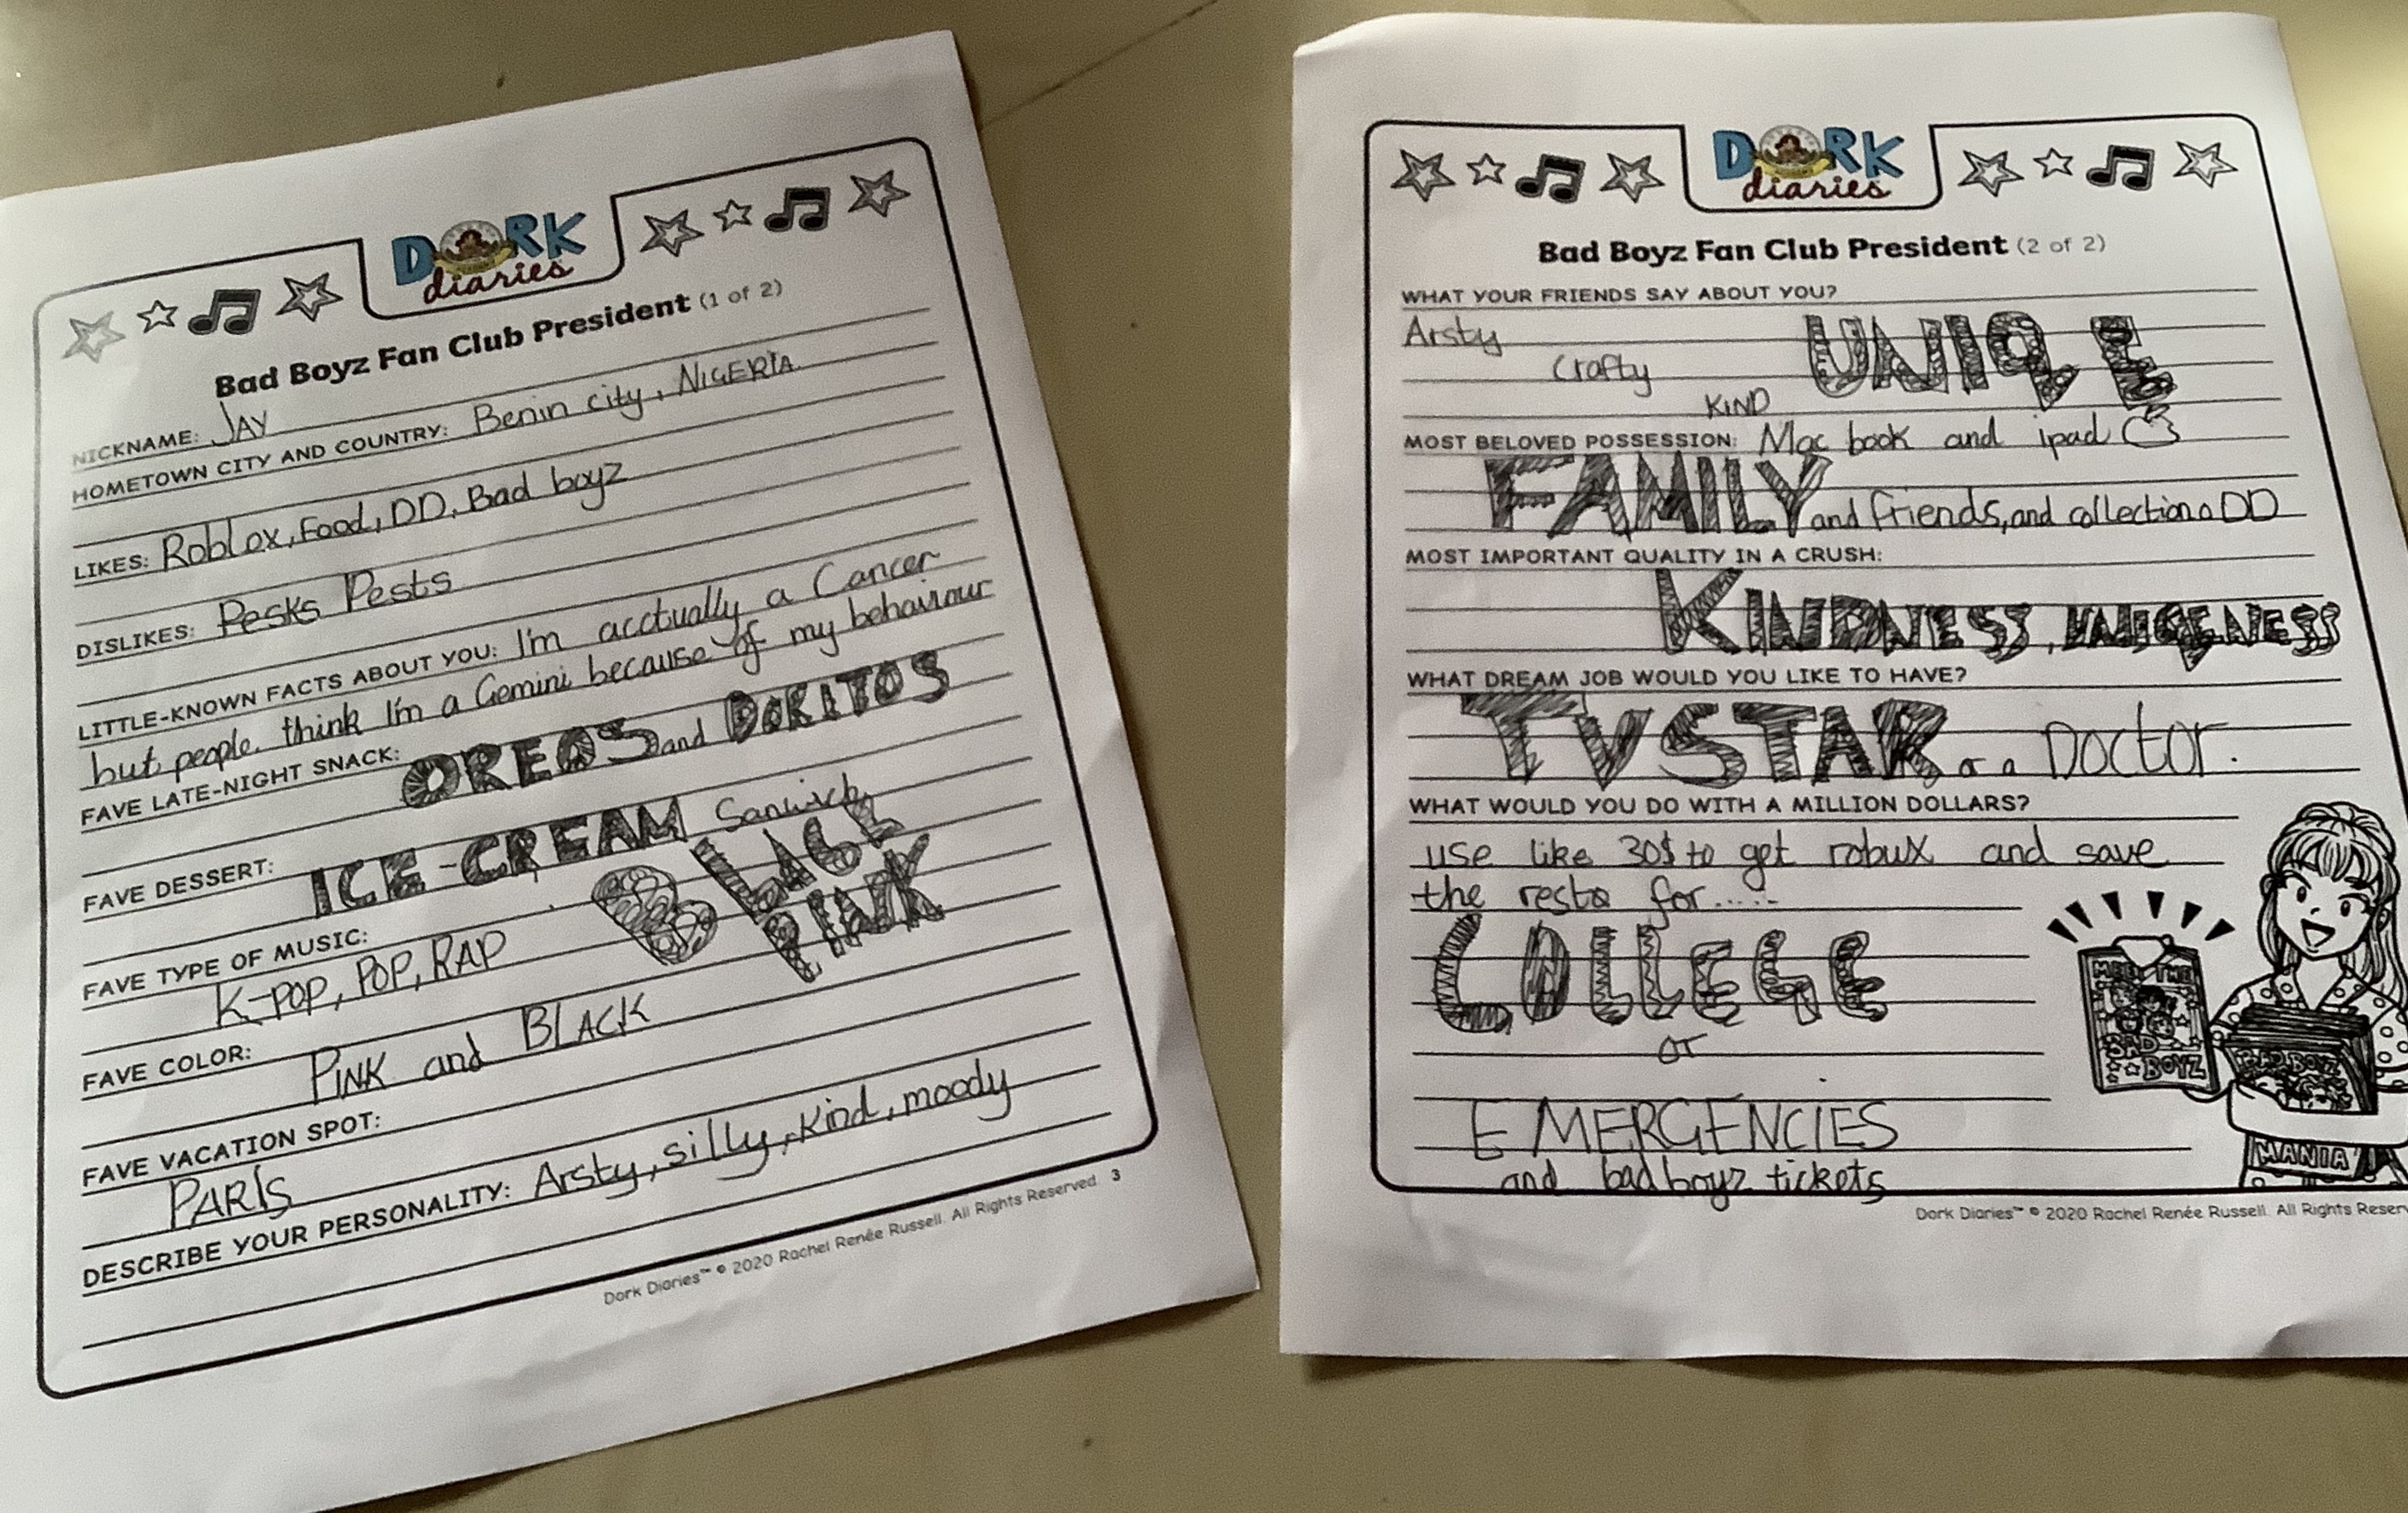 DORK
diaries
Bad Boyz Fan Club President (1 of 2)
NICKNAME: JAY
HOMETOWN CITY AND COUNTRY: Benin city, NIGERIA
LIKES: Roblox, Food, DD, Bad boyz
DISLIKES: Pesks Pests
LITTLE-KNOWN FACTS ABOUT YOU: I'm acctually a Cancer
but people think I'm a Gemini because of my behaviour
FAVE LATE-NIGHT SNACK: OREOS and DORITOS
FAVE DESSERT: ICE-CREAM Sanwich
FAVE TYPE OF MUSIC: BLACK
K-POP, POP, RAP PINK
FAVE COLOR: PINK and BLACK
FAVE VACATION SPOT:
PARIS
DESCRIBE YOUR PERSONALITY: Arsty, silly, kind, moody
Dork Diaries™ © 2020 Rachel Renée Russell. All Rights Reserved. 3
DORK
diaries
Bad Boyz Fan Club President (2 of 2)
WHAT YOUR FRIENDS SAY ABOUT YOU?
Arsty UNIQE
Crafty
KIND
MOST BELOVED POSSESSION: Mac book and ipad
FAMILY and friends, and collection o DD
MOST IMPORTANT QUALITY IN A CRUSH:
KINDNESS, UNIQENESS
WHAT DREAM JOB WOULD YOU LIKE TO HAVE?
TV STAR or a Doctor.
WHAT WOULD YOU DO WITH A MILLION DOLLARS?
use like 30$ to get robux and save
the rest for......
COLLEGE
or
EMERGENCIES
and bad boyz tickets
MEET THE
BAD
BOYZ
BAD BOYZ
MANIA
Dork Diaries™ © 2020 Rachel Renée Russell. All Rights Reser